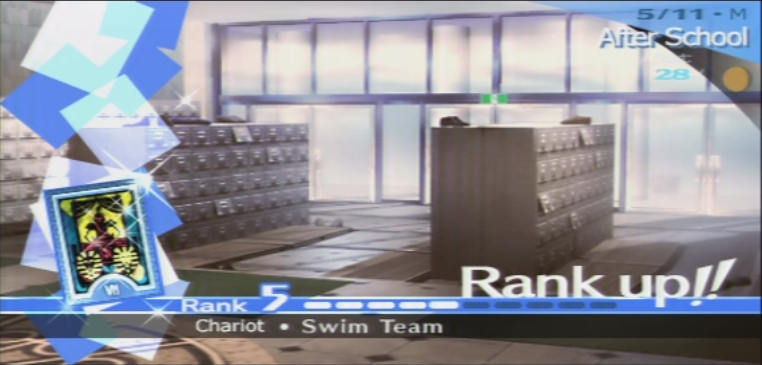 5/11 • M
After School
28
Rank up!!
Rank 5
VII
Chariot • Swim Team